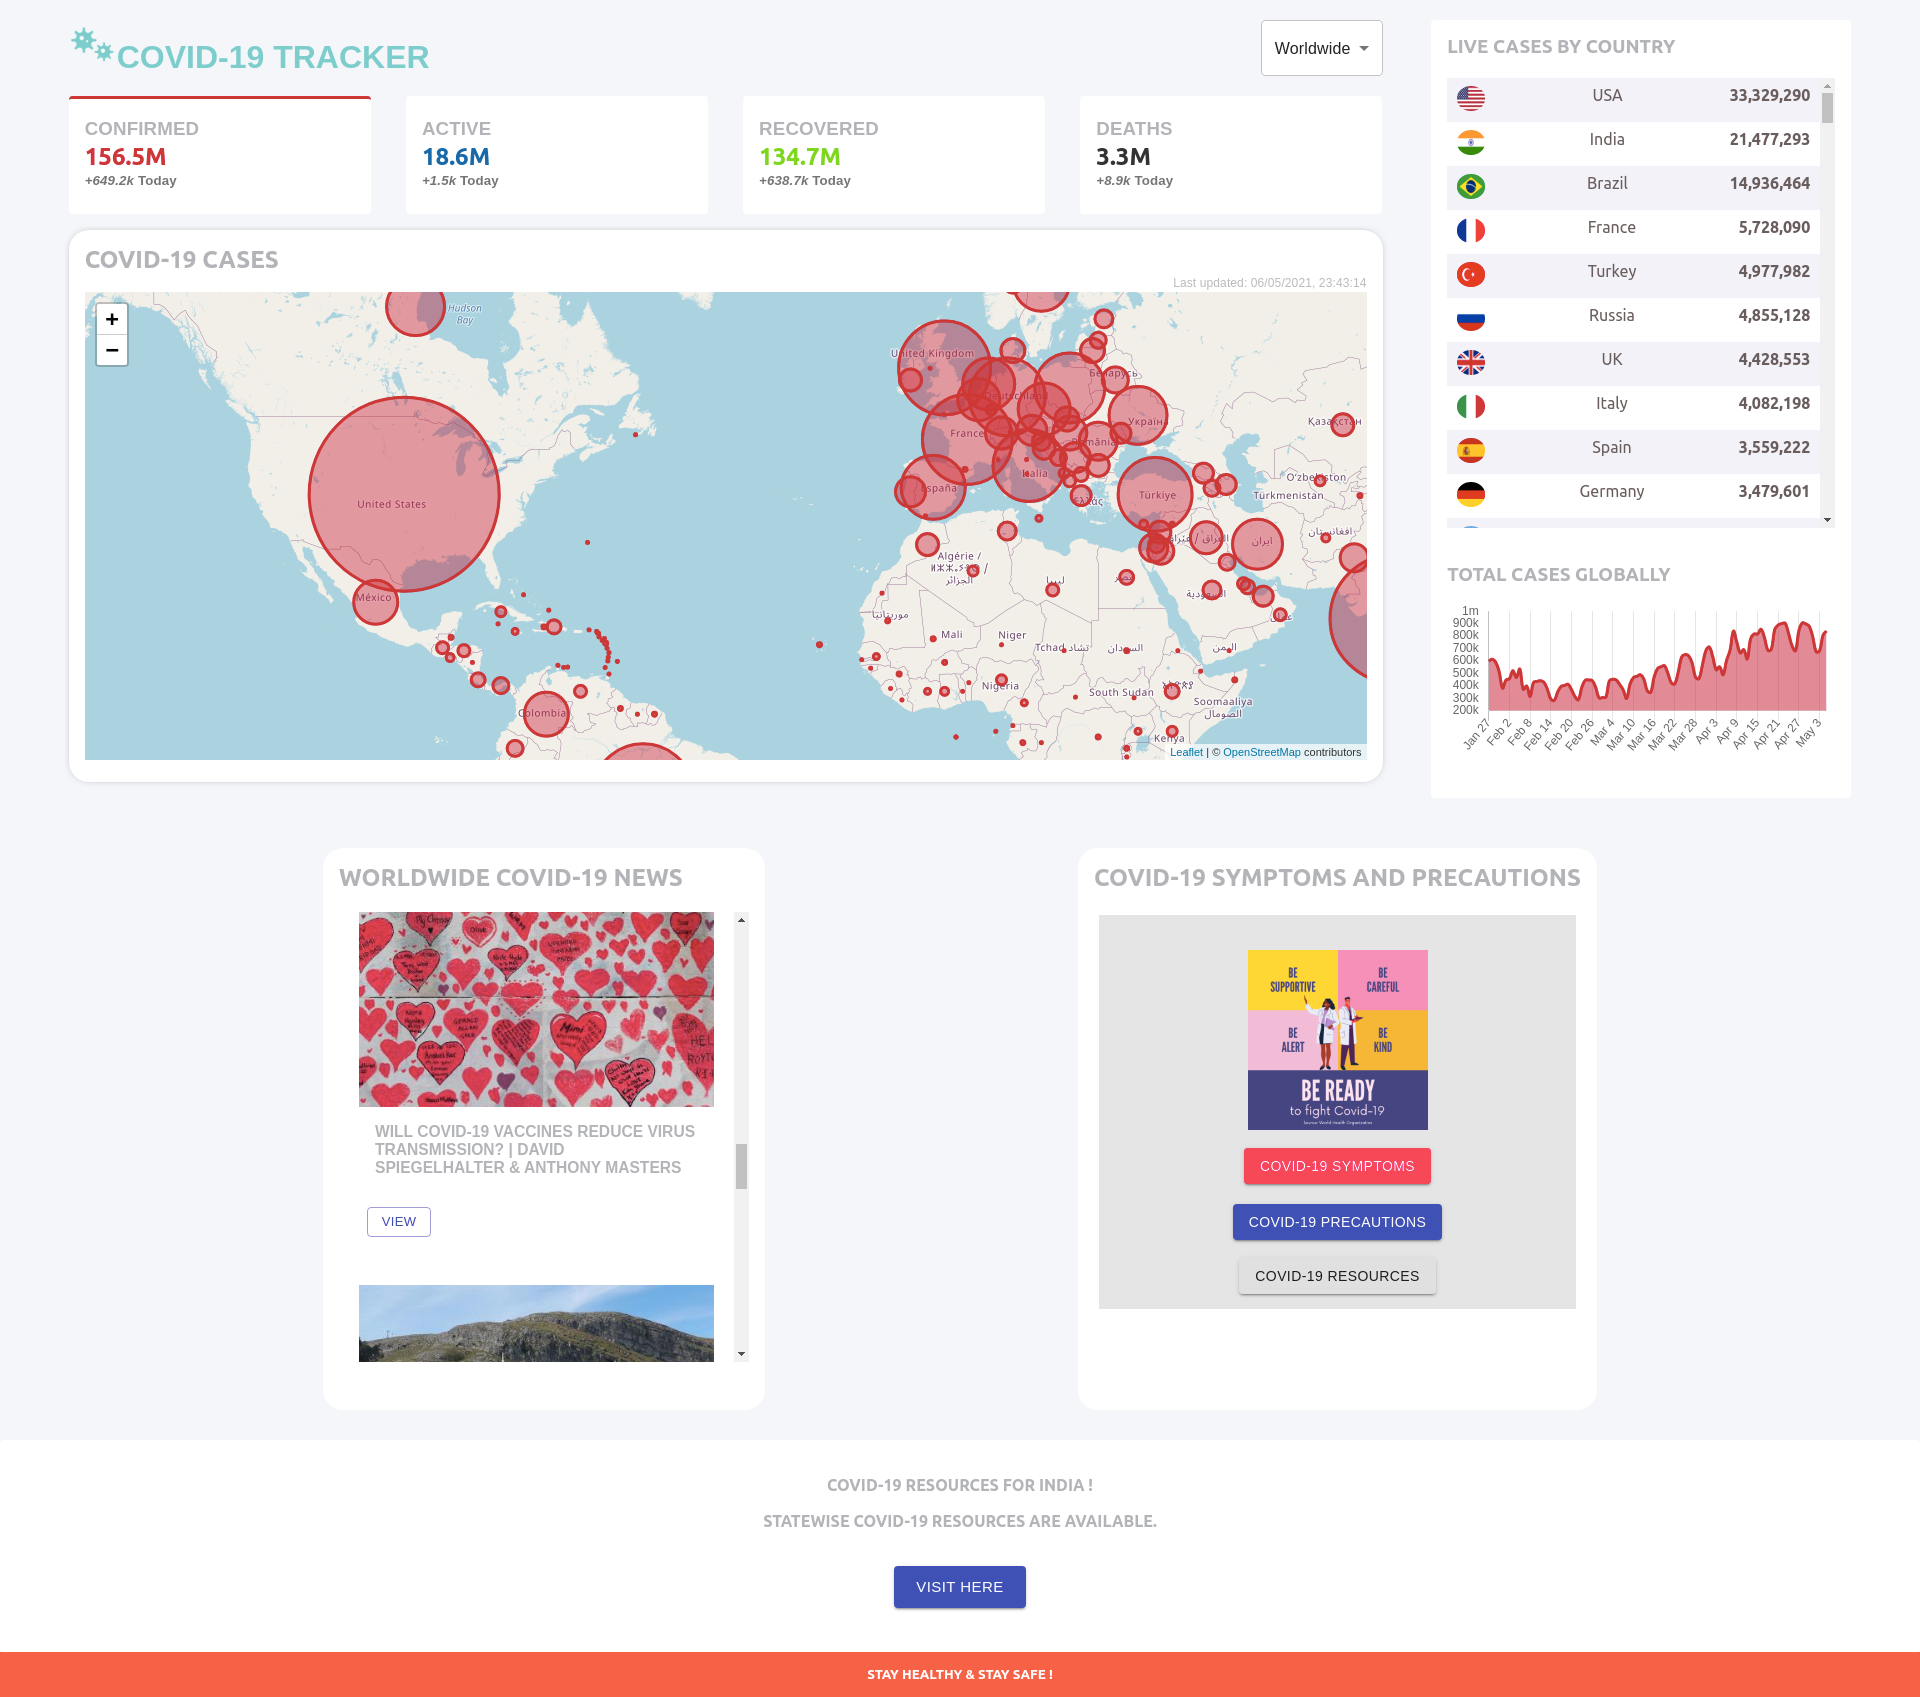 COVID-19 TRACKER
Worldwide
CONFIRMED
156.5M
+649.2k Today
ACTIVE
18.6M
+1.5k Today
RECOVERED
134.7M
+638.7k Today
DEATHS
3.3M
+8.9k Today
COVID-19 CASES
Last updated: 06/05/2021, 23:43:14
+
−
Hudson
Bay
United Kingdom
Беларусь
Deutschland
Україна
France
România
Қазақстан
Italia
España
Ελλάς
Türkiye
O'zbekiston
Türkmenistan
United States
افغانستان
ایران
Algérie /
الجزائر
ليبيا
México
السعودية
عمان
موريتانيا
Mali
Niger
Tchad تشاد
السودان
اليمن
Nigeria
South Sudan
Soomaaliya
الصومال
Colombia
Kenya
Leaflet | © OpenStreetMap contributors
LIVE CASES BY COUNTRY
USA 33,329,290
India 21,477,293
Brazil 14,936,464
France 5,728,090
Turkey 4,977,982
Russia 4,855,128
UK 4,428,553
Italy 4,082,198
Spain 3,559,222
Germany 3,479,601
TOTAL CASES GLOBALLY
1m
900k
800k
700k
600k
500k
400k
300k
200k
Jan 27 Feb 2 Feb 8 Feb 14 Feb 20 Feb 26 Mar 4 Mar 10 Mar 16 Mar 22 Mar 28 Apr 3 Apr 9 Apr 15 Apr 21 Apr 27 May 3
WORLDWIDE COVID-19 NEWS
Olive
Mimi
WILL COVID-19 VACCINES REDUCE VIRUS
TRANSMISSION? | DAVID
SPIEGELHALTER & ANTHONY MASTERS
VIEW
COVID-19 SYMPTOMS AND PRECAUTIONS
BE
SUPPORTIVE
BE
CAREFUL
BE
ALERT
BE
KIND
BE READY
to fight Covid-19
Source: World Health Organization
COVID-19 SYMPTOMS
COVID-19 PRECAUTIONS
COVID-19 RESOURCES
COVID-19 RESOURCES FOR INDIA !
STATEWISE COVID-19 RESOURCES ARE AVAILABLE.
VISIT HERE
STAY HEALTHY & STAY SAFE !